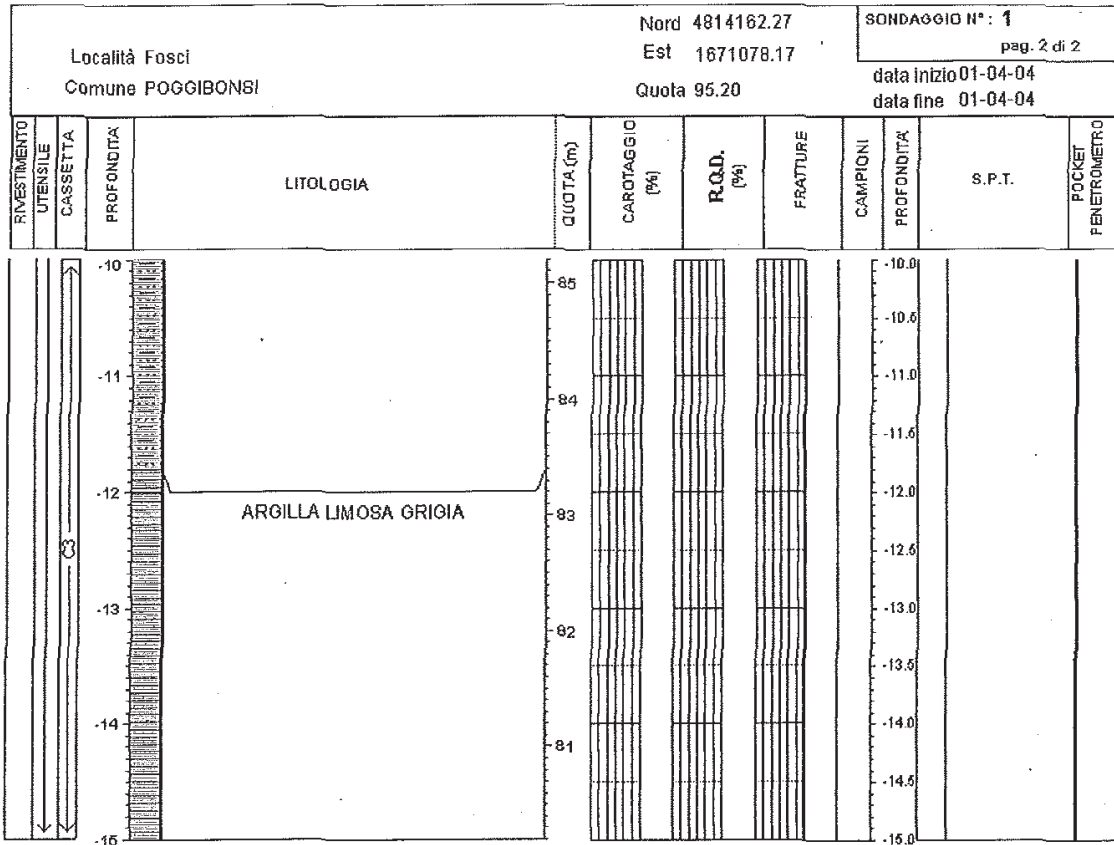 Località Fosci
Comune POGGIBONSI
Nord 4814162.27
Est 1671078.17
Quota 95.20
SONDAGGIO N°: 1
pag. 2 di 2
data inizio 01-04-04
data fine 01-04-04
RIVESTIMENTO
UTENSILE
CASSETTA
PROFONDITA'
LITOLOGIA
QUOTA (m)
CAROTAGGIO (%)
R.Q.D. (%)
FRATTURE
CAMPIONI
PROFONDITA'
S.P.T.
POCKET PENETROMETRO
C3
-10
-11
-12
-13
-14
-15
ARGILLA LIMOSA GRIGIA
85
84
83
82
81
-10.0
-10.5
-11.0
-11.5
-12.0
-12.5
-13.0
-13.5
-14.0
-14.5
-15.0